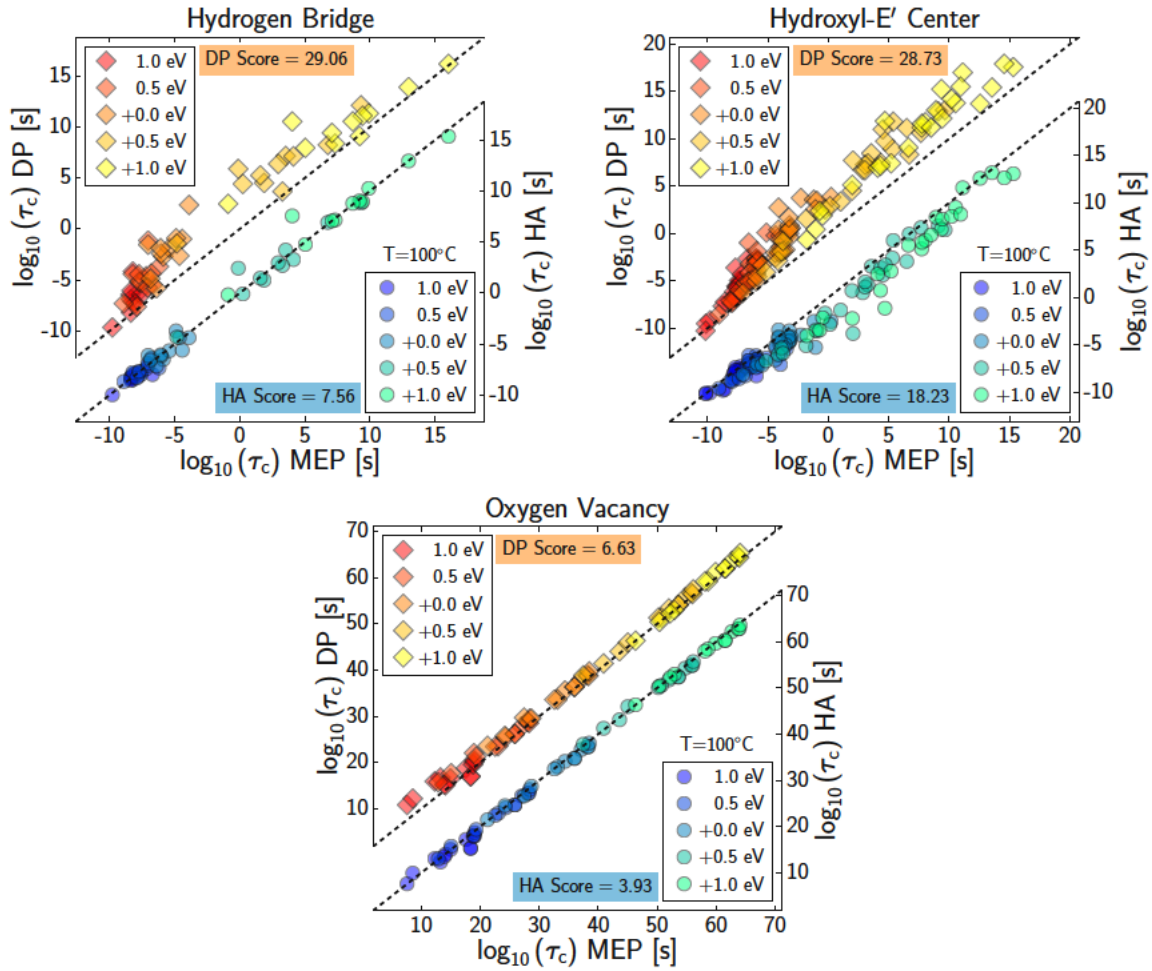 Hydrogen Bridge
DP Score = 29.06
1.0 eV
0.5 eV
+0.0 eV
+0.5 eV
+1.0 eV
15
10
5
0
-5
-10
log10(τc) DP [s]
15
10
5
0
-5
-10
log10(τc) HA [s]
T=100°C
1.0 eV
0.5 eV
+0.0 eV
+0.5 eV
+1.0 eV
HA Score = 7.56
-10 -5 0 5 10 15
log10(τc) MEP [s]
Hydroxyl-E′ Center
DP Score = 28.73
1.0 eV
0.5 eV
+0.0 eV
+0.5 eV
+1.0 eV
20
15
10
5
0
-5
-10
log10(τc) DP [s]
20
15
10
5
0
-5
-10
log10(τc) HA [s]
T=100°C
1.0 eV
0.5 eV
+0.0 eV
+0.5 eV
+1.0 eV
HA Score = 18.23
-10 -5 0 5 10 15 20
log10(τc) MEP [s]
Oxygen Vacancy
DP Score = 6.63
1.0 eV
0.5 eV
+0.0 eV
+0.5 eV
+1.0 eV
70
60
50
40
30
20
10
log10(τc) DP [s]
70
60
50
40
30
20
10
log10(τc) HA [s]
T=100°C
1.0 eV
0.5 eV
+0.0 eV
+0.5 eV
+1.0 eV
HA Score = 3.93
10 20 30 40 50 60 70
log10(τc) MEP [s]